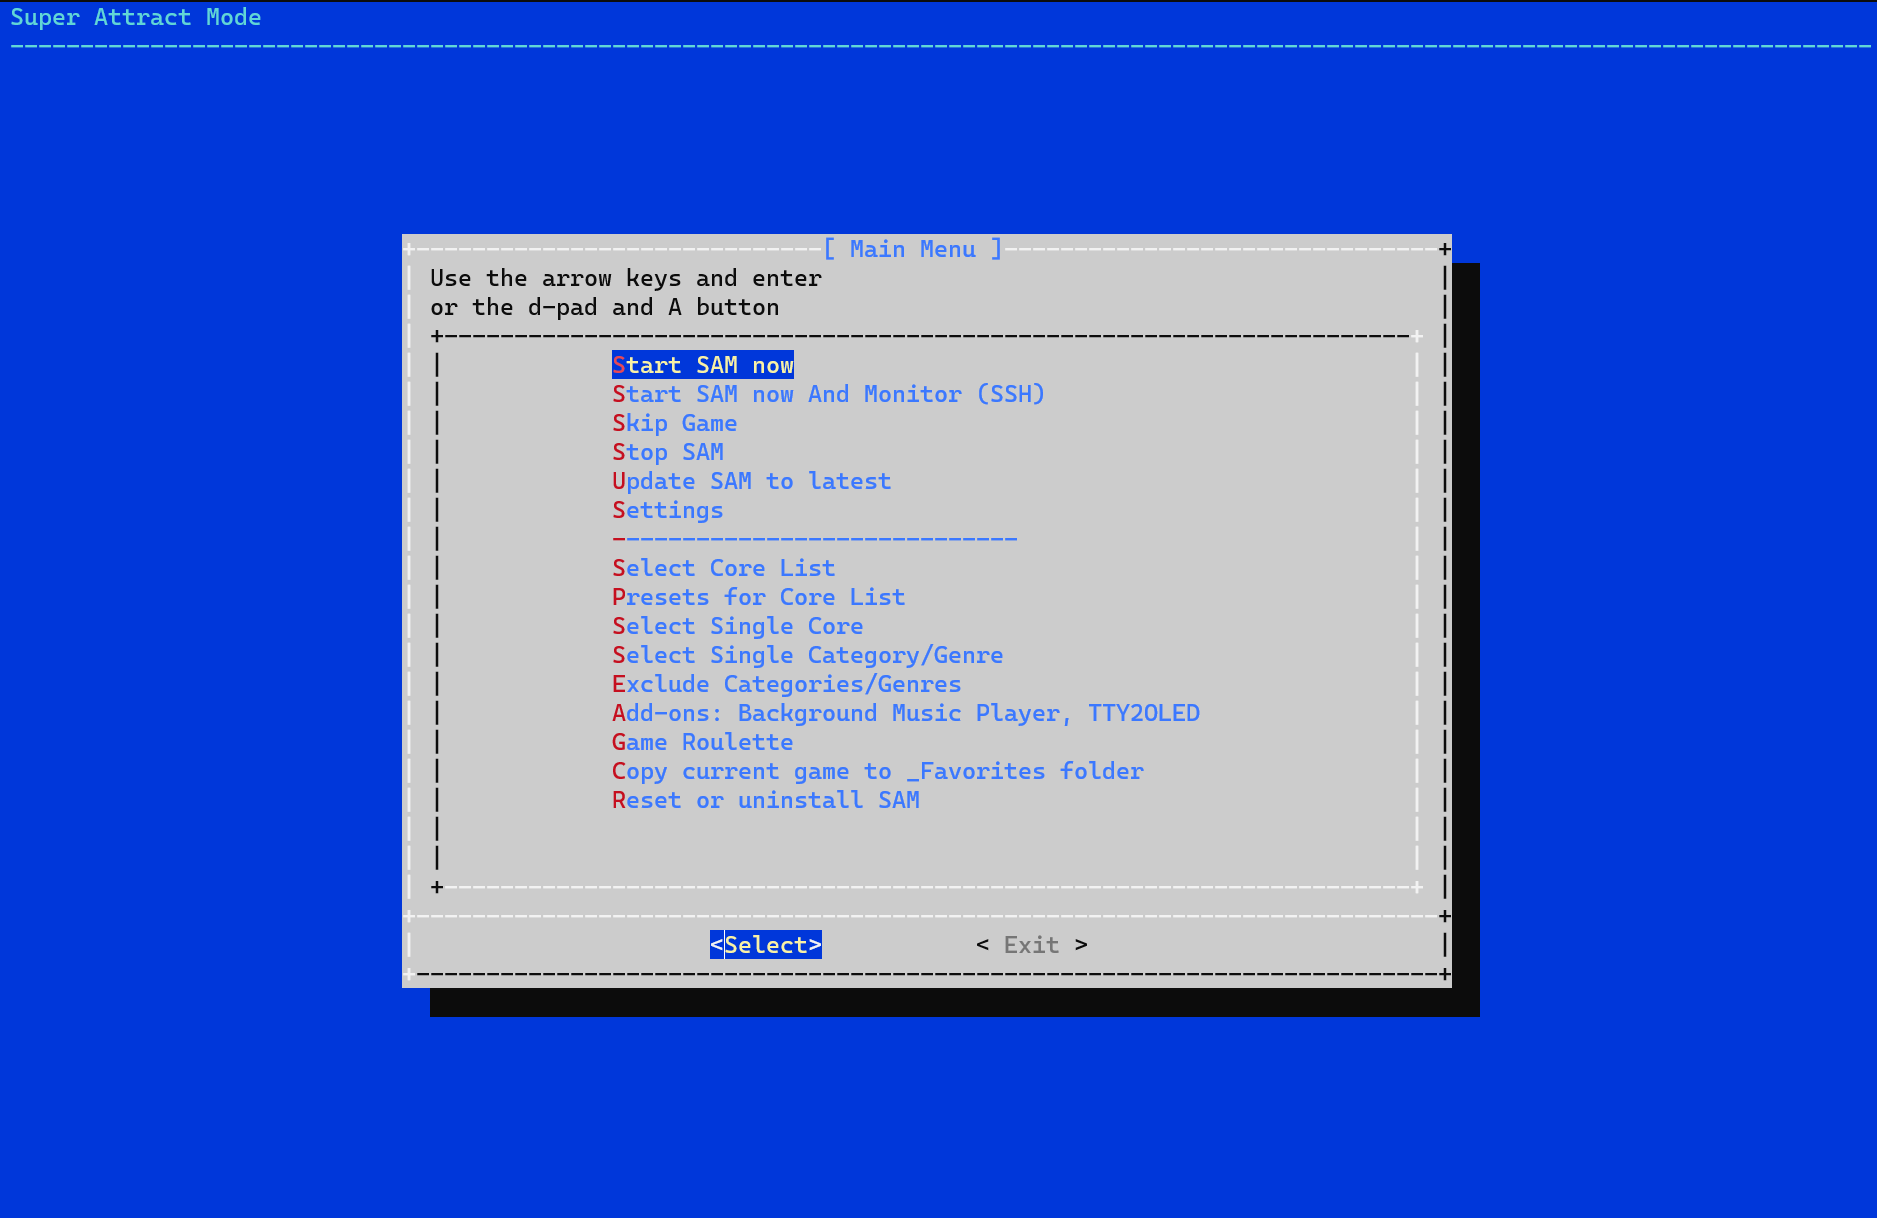 Super Attract Mode
[ Main Menu ]
Use the arrow keys and enter
or the d-pad and A button
Start SAM now
Start SAM now And Monitor (SSH)
Skip Game
Stop SAM
Update SAM to latest
Settings
-----------------------------
Select Core List
Presets for Core List
Select Single Core
Select Single Category/Genre
Exclude Categories/Genres
Add-ons: Background Music Player, TTY2OLED
Game Roulette
Copy current game to _Favorites folder
Reset or uninstall SAM
<Select> < Exit >